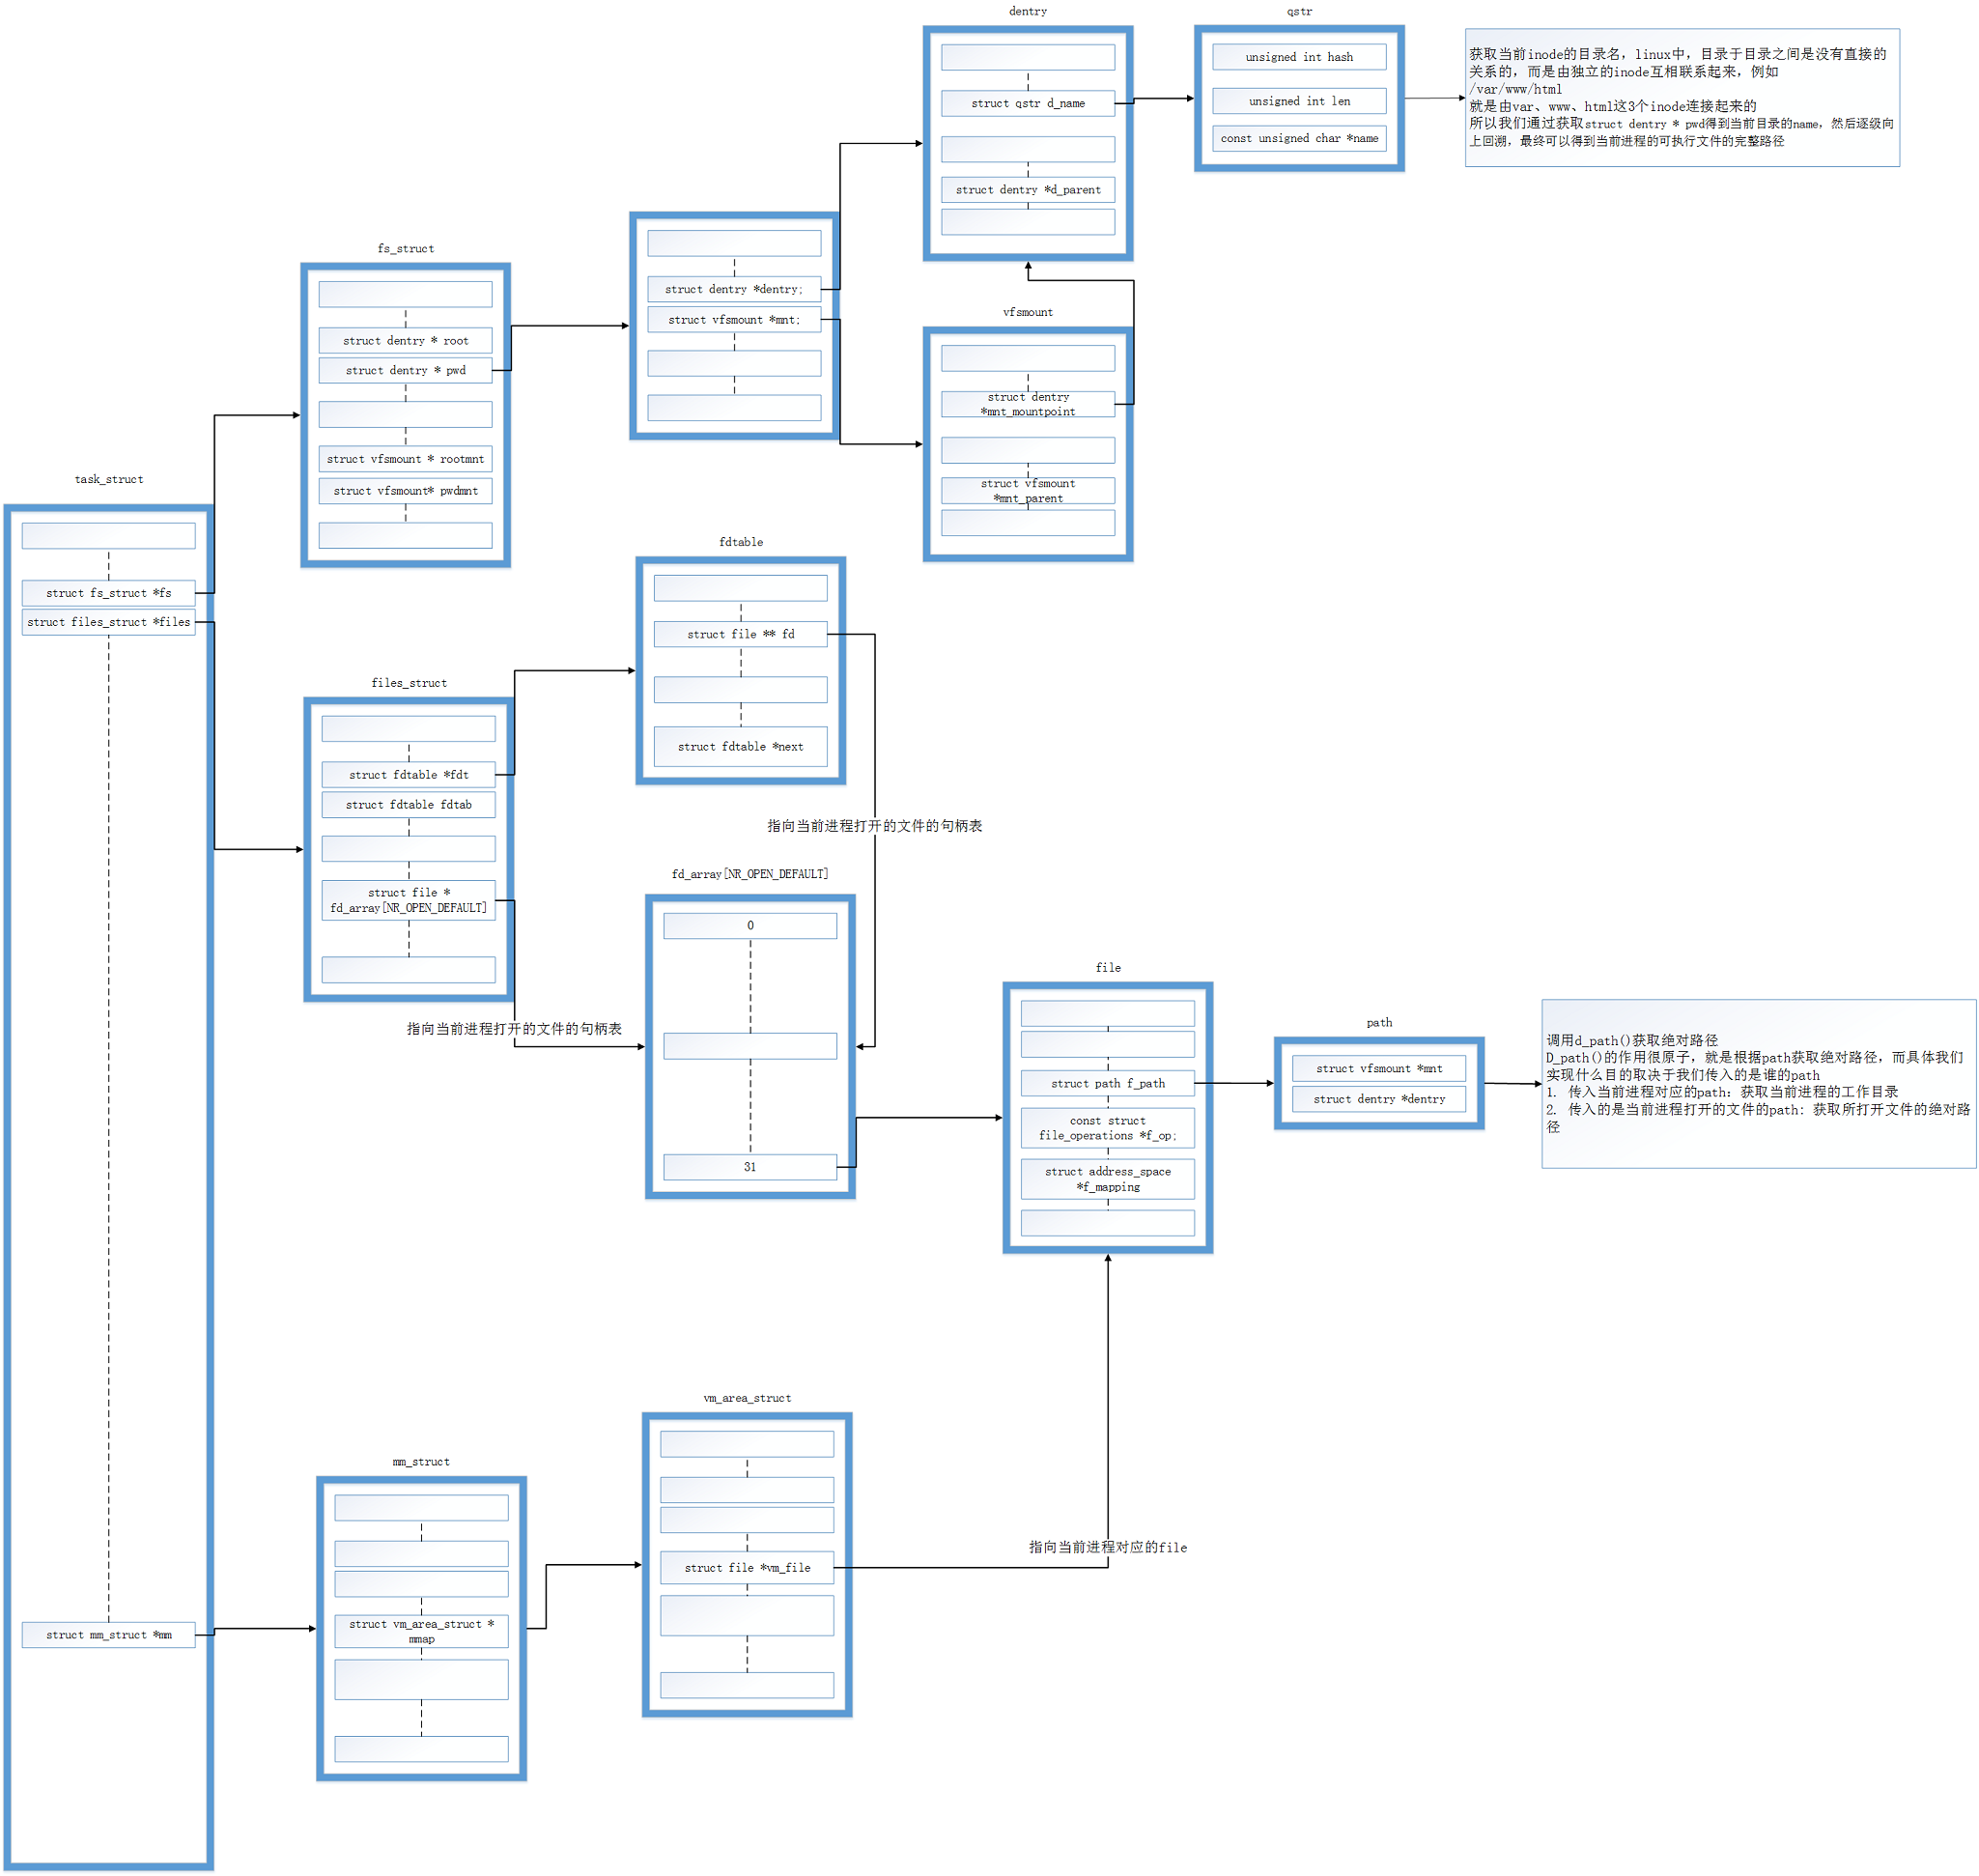 dentry
struct qstr d_name
struct dentry *d_parent
qstr
unsigned int hash
unsigned int len
const unsigned char *name
获取当前inode的目录名，linux中，目录于目录之间是没有直接的
关系的，而是由独立的inode互相联系起来，例如
/var/www/html
就是由var、www、html这3个inode连接起来的
所以我们通过获取struct dentry * pwd得到当前目录的name，然后逐级向
上回溯，最终可以得到当前进程的可执行文件的完整路径
fs_struct
struct dentry * root
struct dentry * pwd
struct vfsmount * rootmnt
struct vfsmount* pwdmnt
struct dentry *dentry;
struct vfsmount *mnt;
vfsmount
struct dentry
*mnt_mountpoint
struct vfsmount
*mnt_parent
task_struct
struct fs_struct *fs
struct files_struct *files
struct mm_struct *mm
fdtable
struct file ** fd
struct fdtable *next
files_struct
struct fdtable *fdt
struct fdtable fdtab
struct file *
fd_array[NR_OPEN_DEFAULT]
指向当前进程打开的文件的句柄表
指向当前进程打开的文件的句柄表
fd_array[NR_OPEN_DEFAULT]
0
31
file
struct path f_path
const struct
file_operations *f_op;
struct address_space
*f_mapping
path
struct vfsmount *mnt
struct dentry *dentry
调用d_path()获取绝对路径
D_path()的作用很原子，就是根据path获取绝对路径，而具体我们
实现什么目的取决于我们传入的是谁的path
1. 传入当前进程对应的path：获取当前进程的工作目录
2. 传入的是当前进程打开的文件的path: 获取所打开文件的绝对路
径
mm_struct
struct vm_area_struct *
mmap
vm_area_struct
struct file *vm_file
指向当前进程对应的file